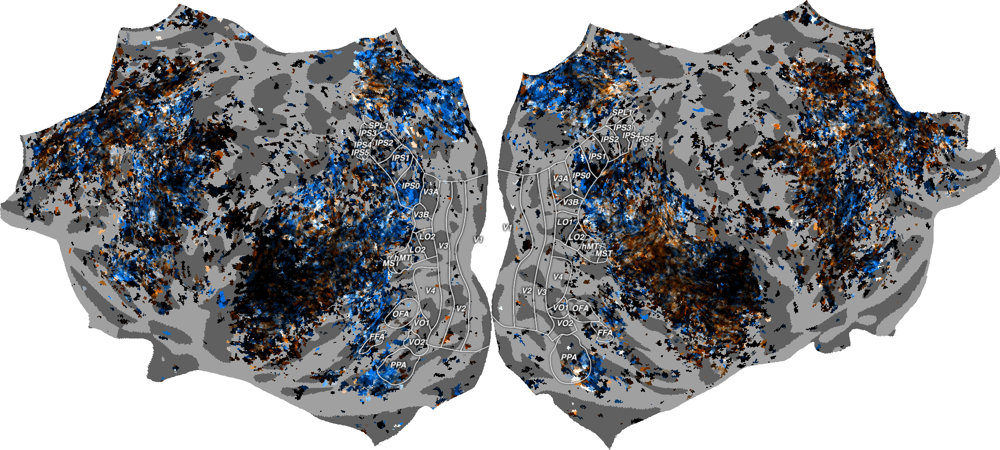 SPL1
IPS3
IPS2
IPS4
IPS5
IPS1
IPS0
V3A
V3B
LO2
LO2
hMT
MST
V3
V1
V4
V2
OFA
VO1
FFA
VO2
PPA
SPL1
IPS3
IPS4
IPS5
IPS2
IPS1
IPS0
V3A
V3B
LO1
LO2
hMT
MST
V1
V4
V2
V3
VO1
OFA
VO2
FFA
PPA